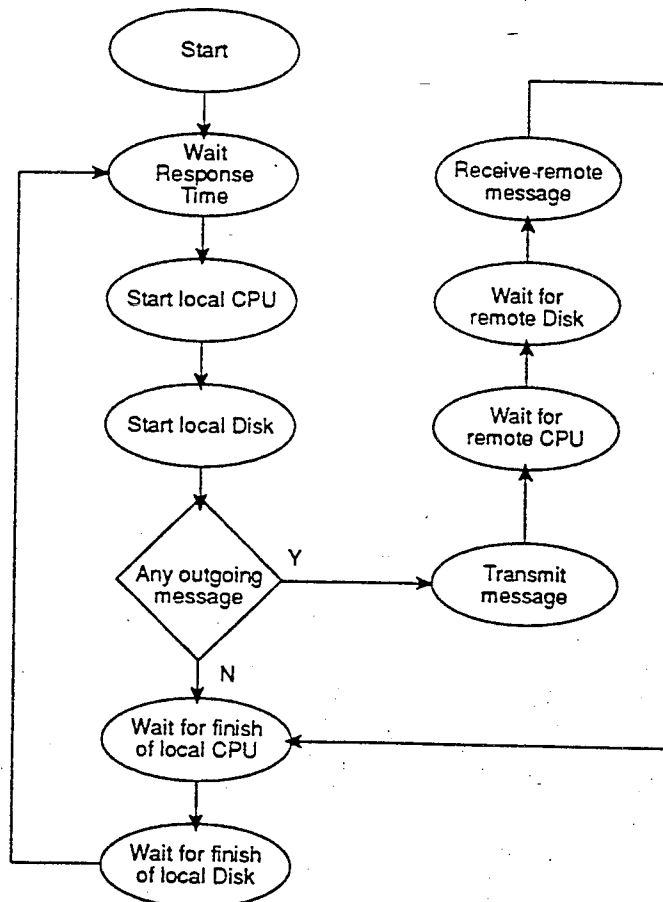 Start
Wait
Response
Time
Start local CPU
Start local Disk
Any outgoing
message
Y
N
Wait for finish
of local CPU
Wait for finish
of local Disk
Transmit
message
Wait for
remote CPU
Wait for
remote Disk
Receive-remote
message